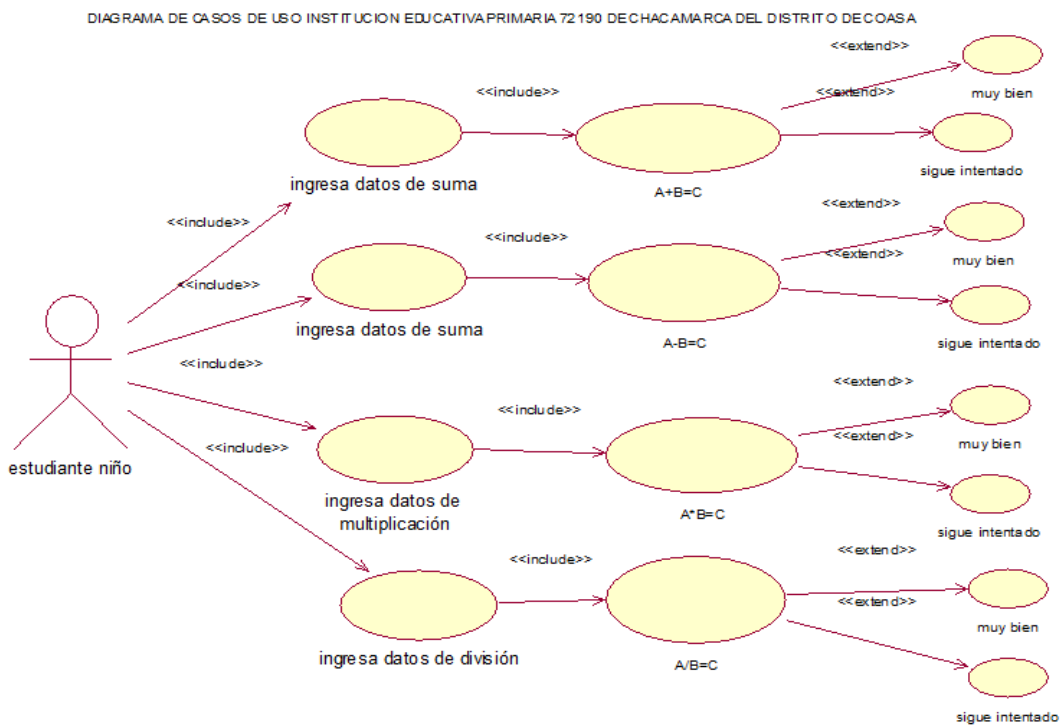 DIAGRAMA DE CASOS DE USO INSTITUCION EDUCATIVA PRIMARIA 72190 DE CHACAMARCA DEL DISTRITO DE COASA
<<extend>>
muy bien
<<include>>
<<extend>>
sigue intentado
ingresa datos de suma
A+B=C
<<include>>
<<extend>>
muy bien
<<include>>
<<extend>>
<<include>>
ingresa datos de suma
A-B=C
sigue intentado
<<include>>
<<extend>>
muy bien
<<include>>
<<extend>>
<<include>>
estudiante niño
ingresa datos de
multiplicación
A*B=C
sigue intentado
<<include>>
<<extend>>
<<extend>>
muy bien
ingresa datos de división
A/B=C
sigue intentado